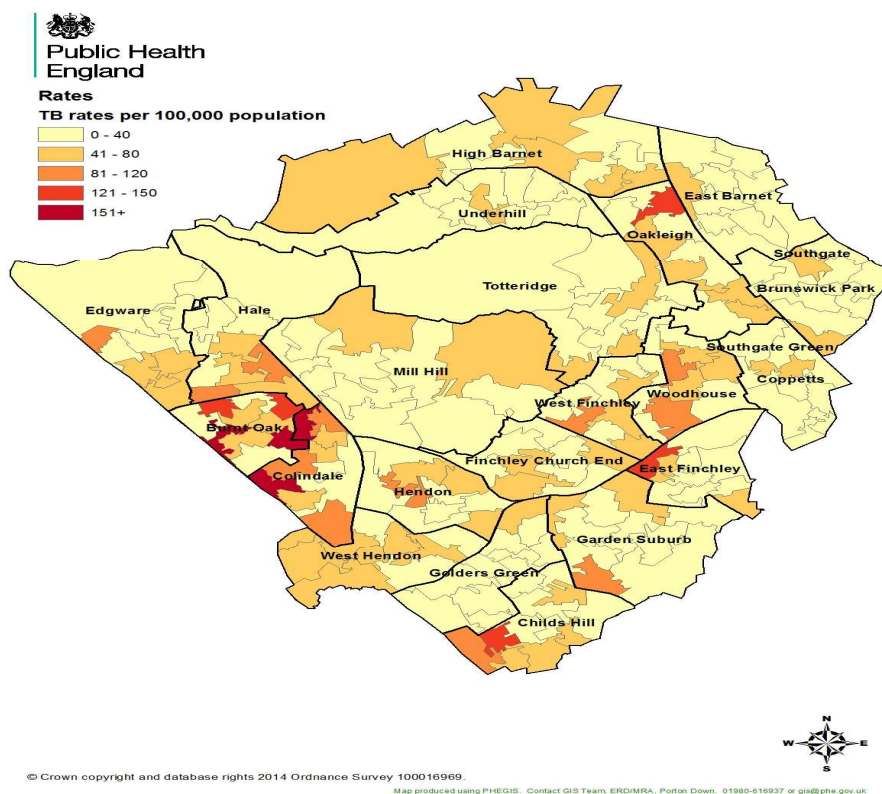 Public Health
England
Rates
TB rates per 100,000 population
0 - 40
41 - 80
81 - 120
121 - 150
151+
High Barnet
East Barnet
Underhill
Oakleigh
Southgate
Totteridge
Brunswick Park
Edgware
Hale
Southgate Green
Mill Hill
Coppetts
Woodhouse
West Finchley
Burnt Oak
Finchley Church End
East Finchley
Colindale
Hendon
Garden Suburb
West Hendon
Golders Green
Childs Hill
N
W E
S
© Crown copyright and database rights 2014 Ordnance Survey 100016969.
Map produced using PHEGIS. Contact GIS Team, ERD/MRA, Porton Down. 01980-616937 or gis@phe.gov.uk